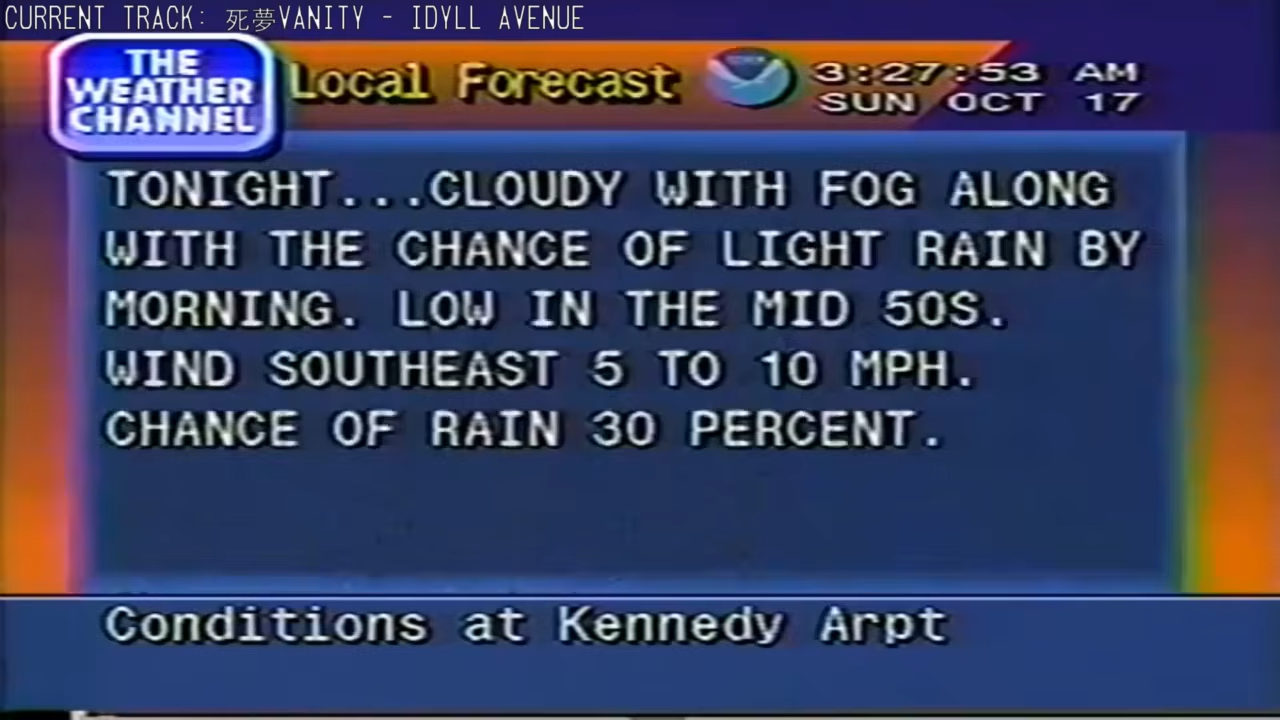 CURRENT TRACK: 死夢VANITY - IDYLL AVENUE
THE
WEATHER
CHANNEL
Local Forecast
3:27:53 AM
SUN OCT 17
TONIGHT...CLOUDY WITH FOG ALONG
WITH THE CHANCE OF LIGHT RAIN BY
MORNING. LOW IN THE MID 50S.
WIND SOUTHEAST 5 TO 10 MPH.
CHANCE OF RAIN 30 PERCENT.
Conditions at Kennedy Arpt